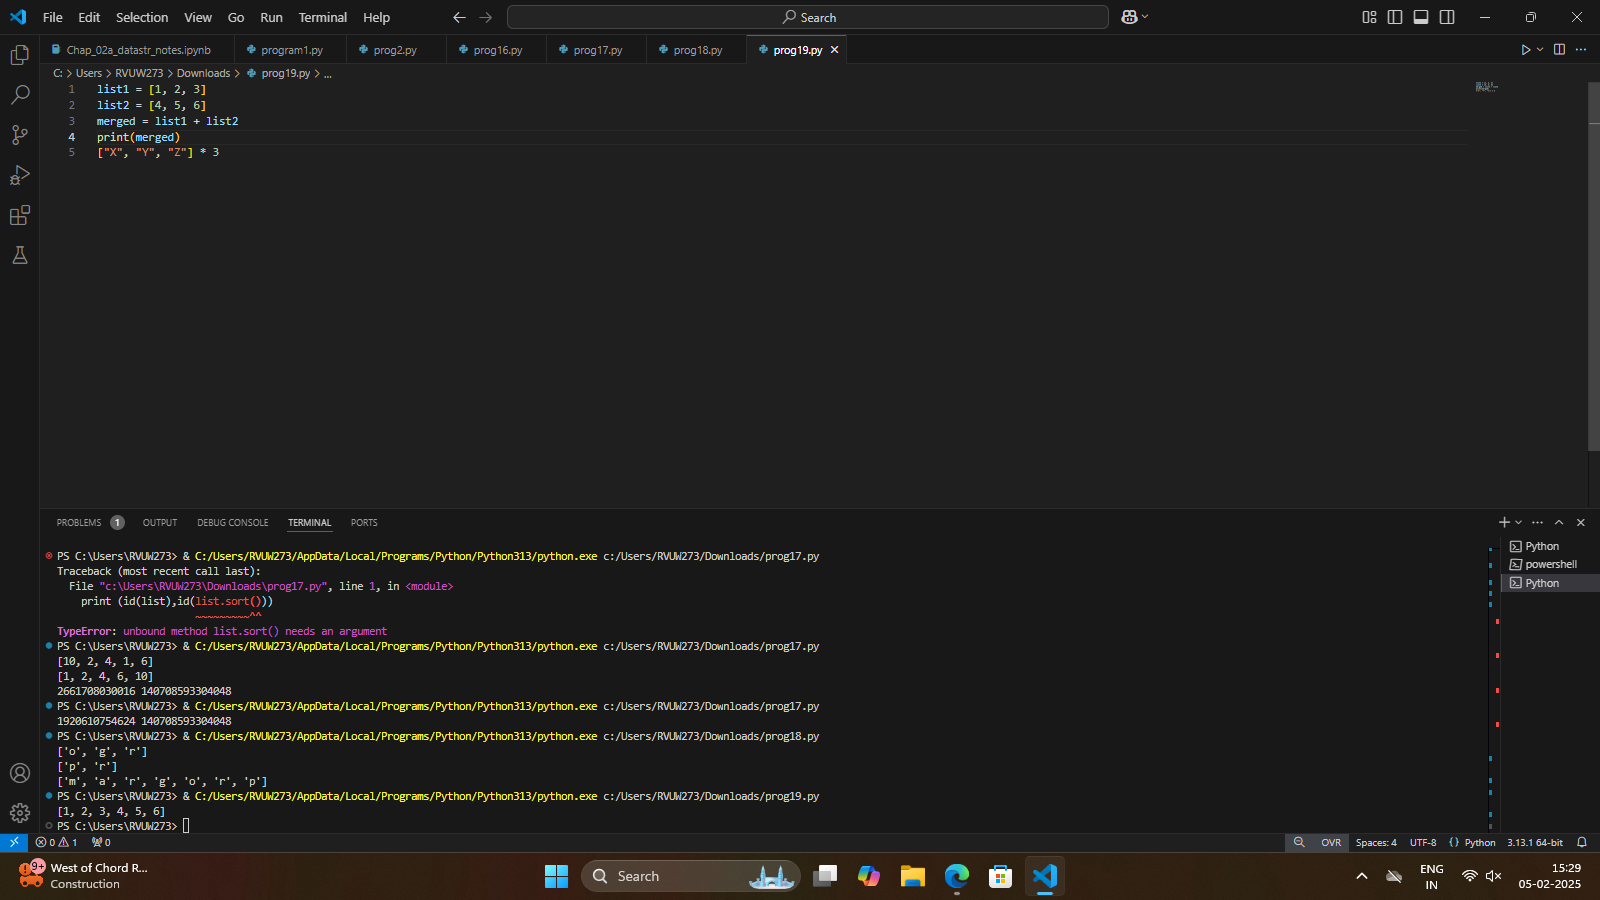 File Edit Selection View Go Run Terminal Help
Search
Chap_02a_datastr_notes.ipynb program1.py prog2.py prog16.py prog17.py prog18.py prog19.py
C: > Users > RVUW273 > Downloads > prog19.py > ...
1 list1 = [1, 2, 3]
2 list2 = [4, 5, 6]
3 merged = list1 + list2
4 print(merged)
5 ["X", "Y", "Z"] * 3
PROBLEMS 1 OUTPUT DEBUG CONSOLE TERMINAL PORTS
PS C:\Users\RVUW273> & C:/Users/RVUW273/AppData/Local/Programs/Python/Python313/python.exe c:/Users/RVUW273/Downloads/prog17.py
Traceback (most recent call last):
File "c:\Users\RVUW273\Downloads\prog17.py", line 1, in <module>
print (id(list),id(list.sort()))
~~~~~~~~~^^
TypeError: unbound method list.sort() needs an argument
PS C:\Users\RVUW273> & C:/Users/RVUW273/AppData/Local/Programs/Python/Python313/python.exe c:/Users/RVUW273/Downloads/prog17.py
[10, 2, 4, 1, 6]
[1, 2, 4, 6, 10]
2661708030016 140708593304048
PS C:\Users\RVUW273> & C:/Users/RVUW273/AppData/Local/Programs/Python/Python313/python.exe c:/Users/RVUW273/Downloads/prog17.py
1920610754624 140708593304048
PS C:\Users\RVUW273> & C:/Users/RVUW273/AppData/Local/Programs/Python/Python313/python.exe c:/Users/RVUW273/Downloads/prog18.py
['o', 'g', 'r']
['p', 'r']
['m', 'a', 'r', 'g', 'o', 'r', 'p']
PS C:\Users\RVUW273> & C:/Users/RVUW273/AppData/Local/Programs/Python/Python313/python.exe c:/Users/RVUW273/Downloads/prog19.py
[1, 2, 3, 4, 5, 6]
PS C:\Users\RVUW273>
Python
powershell
Python
0 1 0 OVR Spaces: 4 UTF-8 Python 3.13.1 64-bit
9+ West of Chord R...
Construction
Search
ENG
IN
15:29
05-02-2025